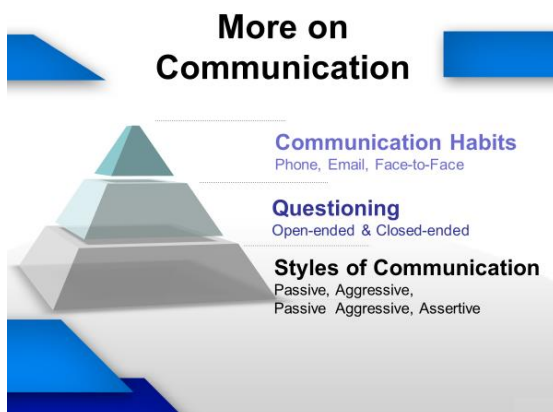 More on
Communication
Communication Habits
Phone, Email, Face-to-Face
Questioning
Open-ended & Closed-ended
Styles of Communication
Passive, Aggressive,
Passive Aggressive, Assertive